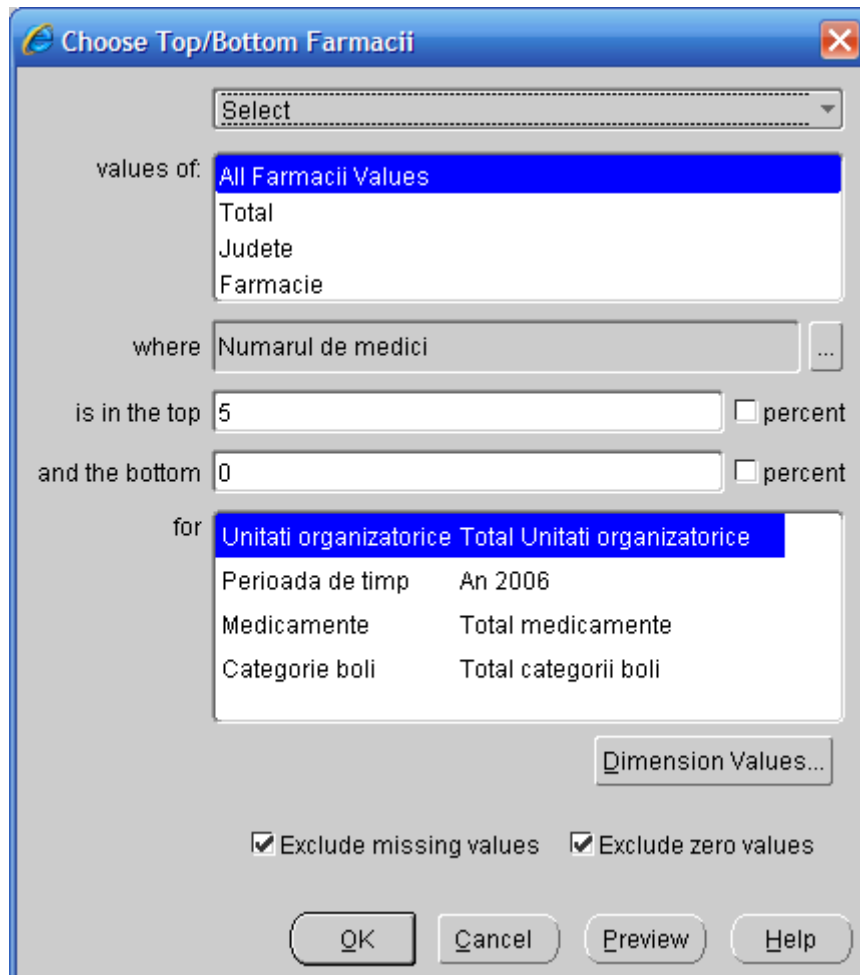 Choose Top/Bottom Farmacii
Select
values of:
All Farmacii Values
Total
Judete
Farmacie
where Numarul de medici ...
is in the top 5 percent
and the bottom 0 percent
for
Unitati organizatorice Total Unitati organizatorice
Perioada de timp An 2006
Medicamente Total medicamente
Categorie boli Total categorii boli
Dimension Values...
Exclude missing values Exclude zero values
OK Cancel Preview Help